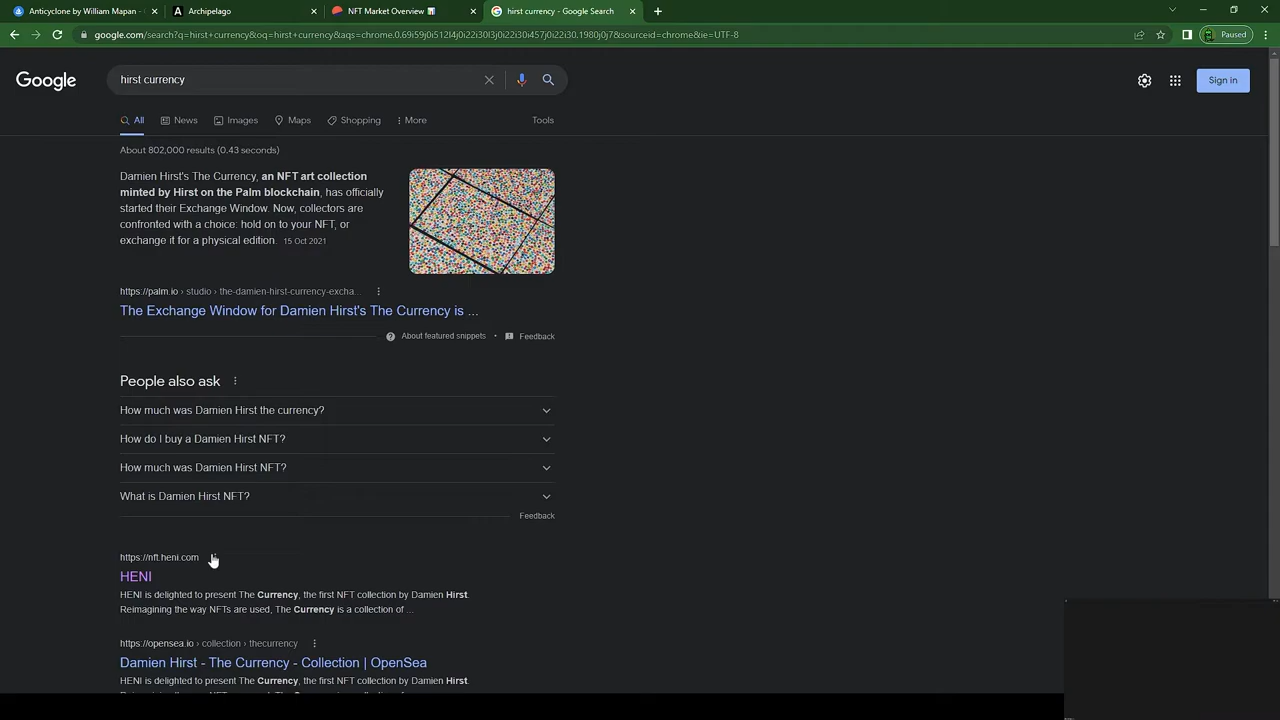 Anticyclone by William Mapan - C
Archipelago
NFT Market Overview
hirst currency - Google Search
google.com/search?q=hirst+currency&oq=hirst+currency&aqs=chrome.0.69i59j0i512l4j0i22i30l3j0i22i30i457j0i22i30.1980j0j7&sourceid=chrome&ie=UTF-8
Paused
Google
hirst currency
Sign in
All
News
Images
Maps
Shopping
More
Tools
About 802,000 results (0.43 seconds)
Damien Hirst's The Currency, an NFT art collection
minted by Hirst on the Palm blockchain, has officially
started their Exchange Window. Now, collectors are
confronted with a choice: hold on to your NFT, or
exchange it for a physical edition. 15 Oct 2021
https://palm.io › studio › the-damien-hirst-currency-excha...
The Exchange Window for Damien Hirst's The Currency is ...
About featured snippets • Feedback
People also ask
How much was Damien Hirst the currency?
How do I buy a Damien Hirst NFT?
How much was Damien Hirst NFT?
What is Damien Hirst NFT?
Feedback
https://nft.heni.com
HENI
HENI is delighted to present The Currency, the first NFT collection by Damien Hirst.
Reimagining the way NFTs are used, The Currency is a collection of ...
https://opensea.io › collection › thecurrency
Damien Hirst - The Currency - Collection | OpenSea
HENI is delighted to present The Currency, the first NFT collection by Damien Hirst.